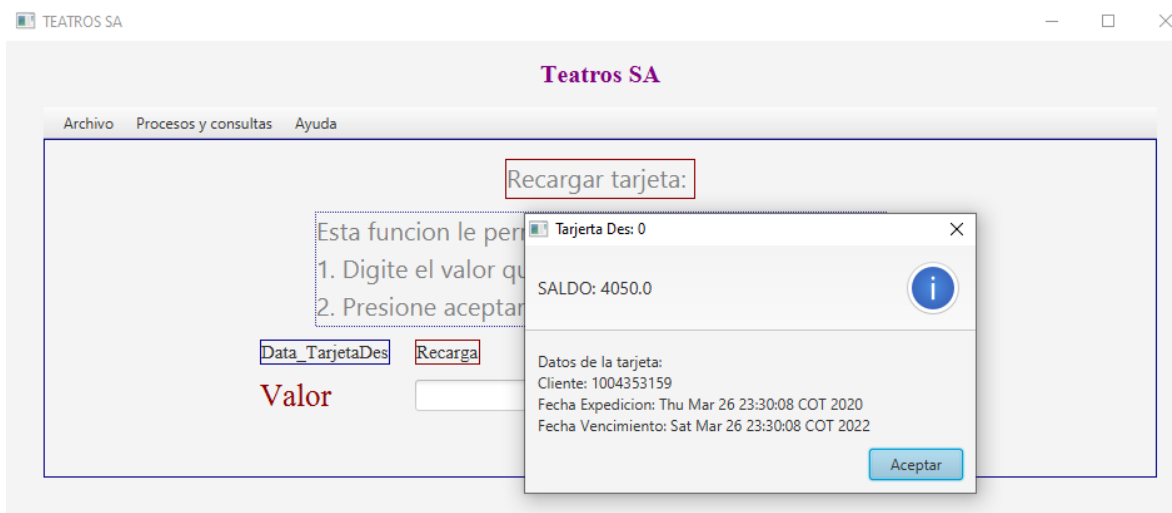 TEATROS SA
Teatros SA
Archivo Procesos y consultas Ayuda
Recargar tarjeta:
Esta funcion le
1. Digite el valor
2. Presione aceptar
Data_TarjetaDes Recarga
Valor
Tarjerta Des: 0
SALDO: 4050.0
Datos de la tarjeta:
Cliente: 1004353159
Fecha Expedicion: Thu Mar 26 23:30:08 COT 2020
Fecha Vencimiento: Sat Mar 26 23:30:08 COT 2022
Aceptar